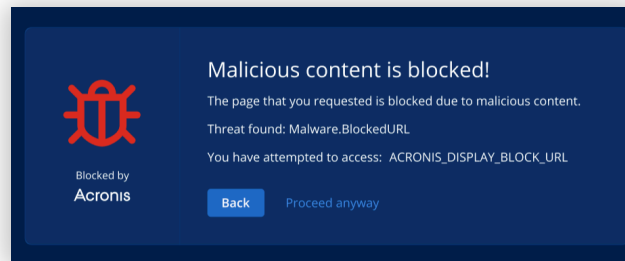 Malicious content is blocked!
The page that you requested is blocked due to malicious content.
Threat found: Malware.BlockedURL
You have attempted to access: ACRONIS_DISPLAY_BLOCK_URL
Blocked by
Acronis
Back Proceed anyway